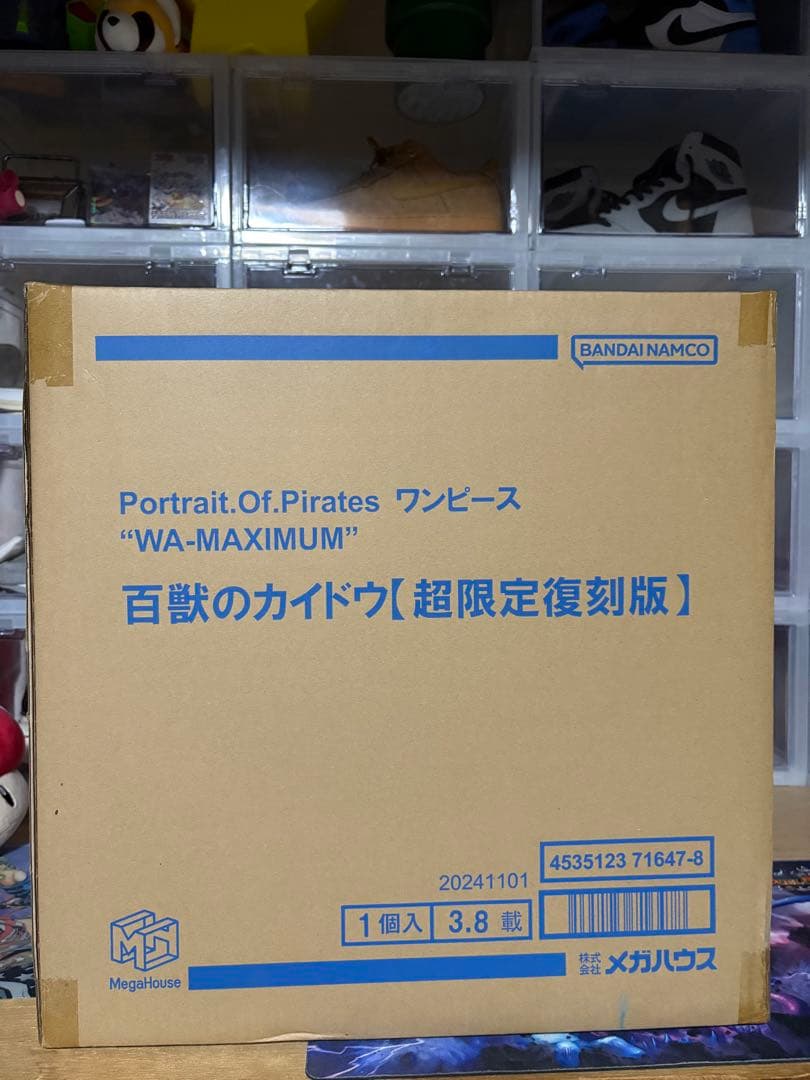 BANDAI NAMCO
Portrait.Of.Pirates ワンピース
“WA-MAXIMUM”
百獣のカイドウ【超限定復刻版】
4535123 71647-8
20241101
1個入 3.8 載
MegaHouse
株式会社 メガハウス